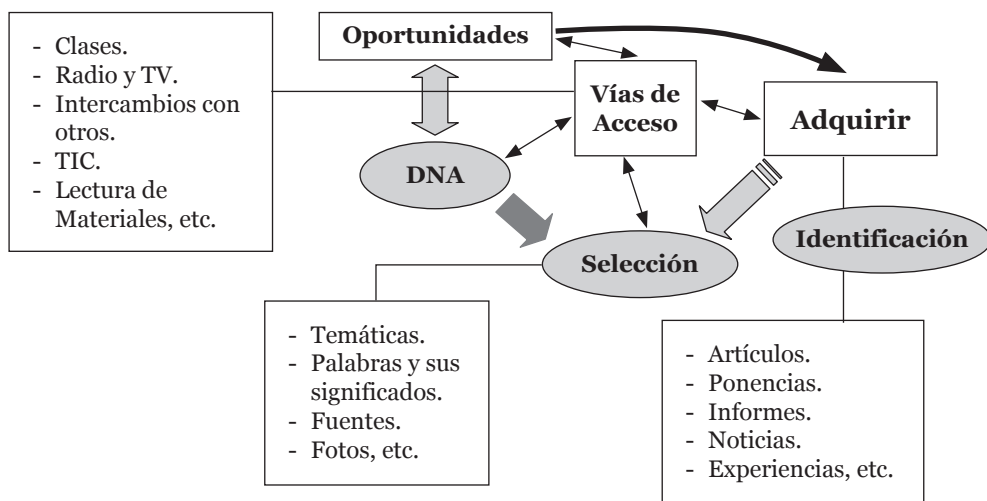 - Clases.
- Radio y TV.
- Intercambios con
otros.
- TIC.
- Lectura de
Materiales, etc.
Oportunidades
Vías de
Acceso
Adquirir
DNA
Selección
Identificación
- Temáticas.
- Palabras y sus
significados.
- Fuentes.
- Fotos, etc.
- Artículos.
- Ponencias.
- Informes.
- Noticias.
- Experiencias, etc.